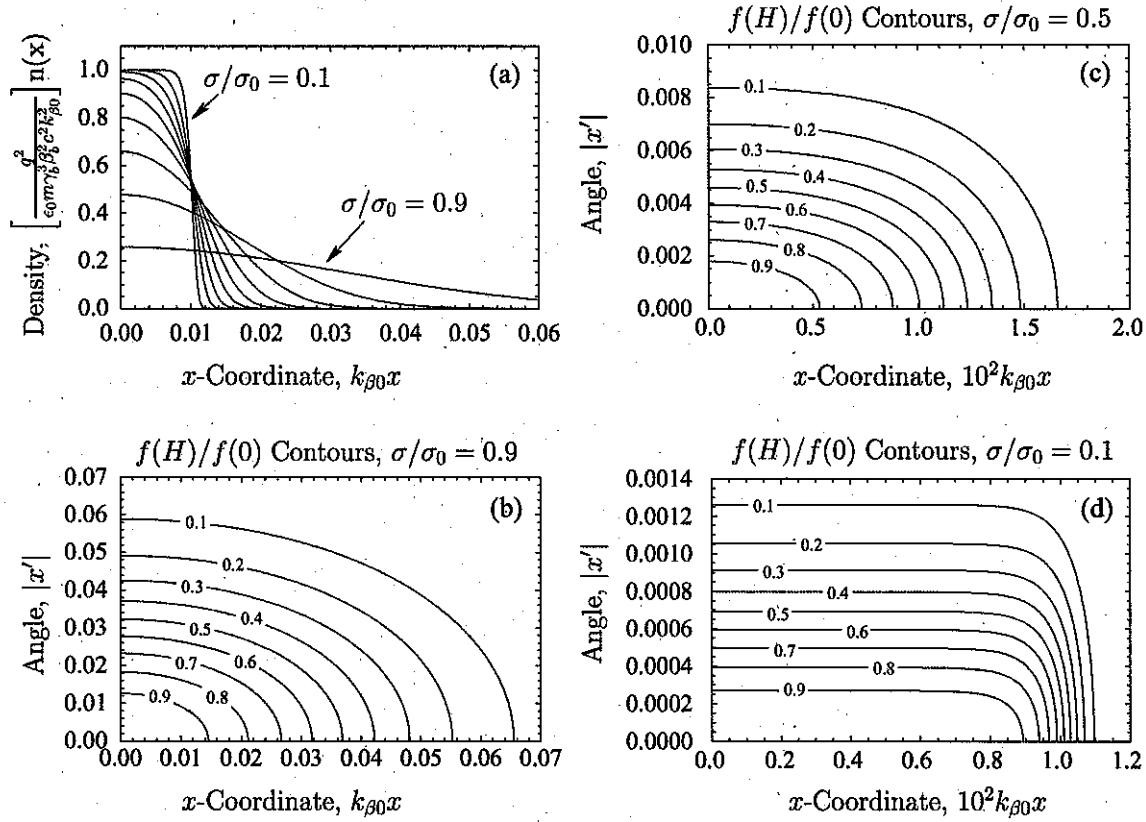 (a)
σ/σ₀ = 0.1
σ/σ₀ = 0.9
Density, [q² / (ϵ₀mγ_b³β_b²c²k_β0²)] n(x)
1.0
0.8
0.6
0.4
0.2
0.0
0.00 0.01 0.02 0.03 0.04 0.05 0.06
x-Coordinate, k_β0x
f(H)/f(0) Contours, σ/σ₀ = 0.5
(c)
Angle, |x′|
0.010
0.008
0.006
0.004
0.002
0.000
0.1
0.2
0.3
0.4
0.5
0.6
0.7
0.8
0.9
0.0 0.5 1.0 1.5 2.0
x-Coordinate, 10²k_β0x
f(H)/f(0) Contours, σ/σ₀ = 0.9
(b)
Angle, |x′|
0.07
0.06
0.05
0.04
0.03
0.02
0.01
0.00
0.1
0.2
0.3
0.4
0.5
0.6
0.7
0.8
0.9
0.00 0.01 0.02 0.03 0.04 0.05 0.06 0.07
x-Coordinate, k_β0x
f(H)/f(0) Contours, σ/σ₀ = 0.1
(d)
Angle, |x′|
0.0014
0.0012
0.0010
0.0008
0.0006
0.0004
0.0002
0.0000
0.1
0.2
0.3
0.4
0.5
0.6
0.7
0.8
0.9
0.0 0.2 0.4 0.6 0.8 1.0 1.2
x-Coordinate, 10²k_β0x